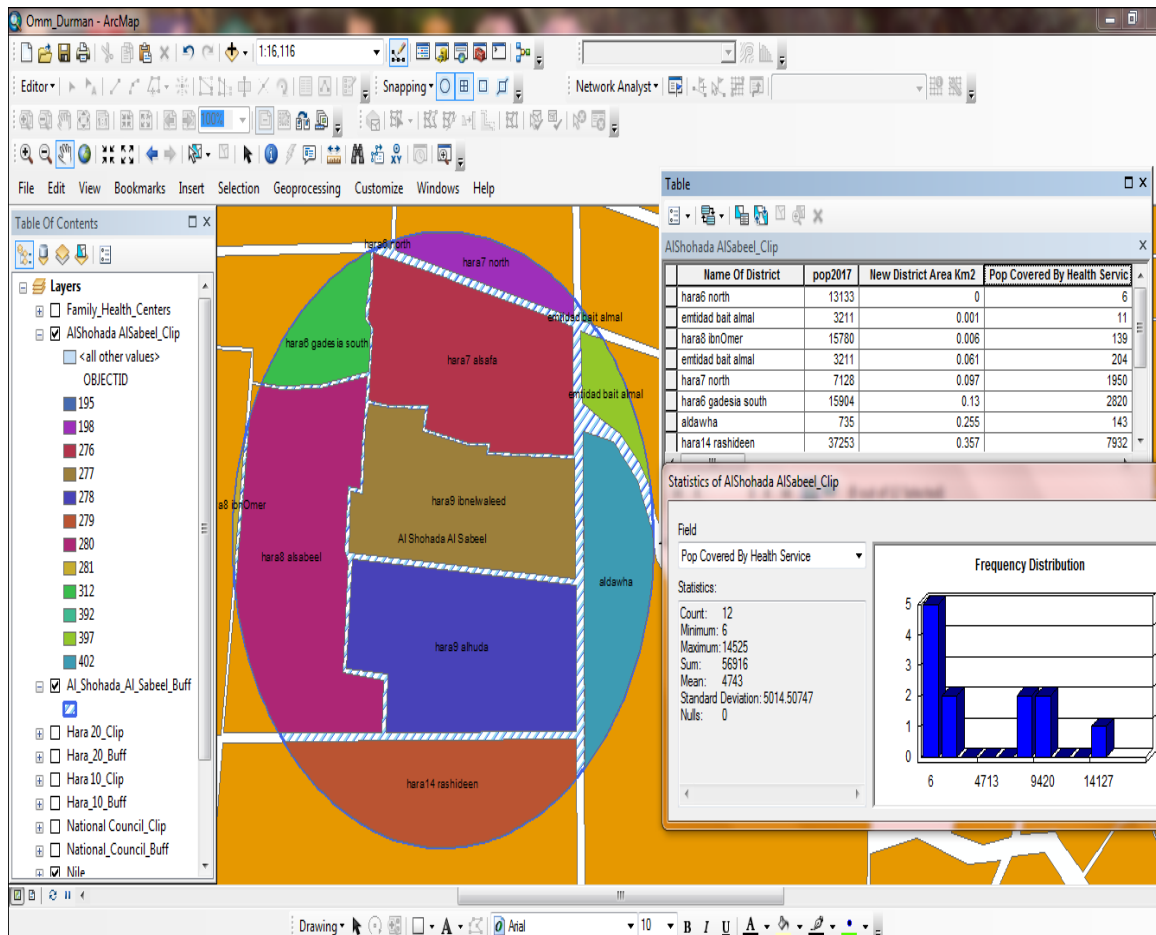 Omm_Durman - ArcMap
1:16,116
Editor Snapping Network Analyst
100%
File Edit View Bookmarks Insert Selection Geoprocessing Customize Windows Help
Table Of Contents
Layers
Family_Health_Centers
AlShohada AlSabeel_Clip
<all other values>
OBJECTID
195
198
276
277
278
279
280
281
312
392
397
402
Al_Shohada_Al_Sabeel_Buff
Hara 20_Clip
Hara_20_Buff
Hara 10_Clip
Hara_10_Buff
National Council_Clip
National_Council_Buff
Nile
hara6 north
hara7 north
emtidad bait almal
hara6 gadesia south
hara7 alsafa
emtidad bait almal
hara9 ibnelwaleed
a8 ibnOmer
Al Shohada Al Sabeel
hara8 alsabeel
aldawha
hara9 alhuda
hara14 rashideen
Table
AlShohada AlSabeel_Clip
Name Of District pop2017 New District Area Km2 Pop Covered By Health Servic
hara6 north 13133 0 6
emtidad bait almal 3211 0.001 11
hara8 ibnOmer 15780 0.006 139
emtidad bait almal 3211 0.061 204
hara7 north 7128 0.097 1950
hara6 gadesia south 15904 0.13 2820
aldawha 735 0.255 143
hara14 rashideen 37253 0.357 7932
Statistics of AlShohada AlSabeel_Clip
Field
Pop Covered By Health Service
Statistics:
Count: 12
Minimum: 6
Maximum: 14525
Sum: 56916
Mean: 4743
Standard Deviation: 5014.50747
Nulls: 0
Frequency Distribution
5
4
3
2
1
0
6 4713 9420 14127
Drawing Arial 10 B I U A